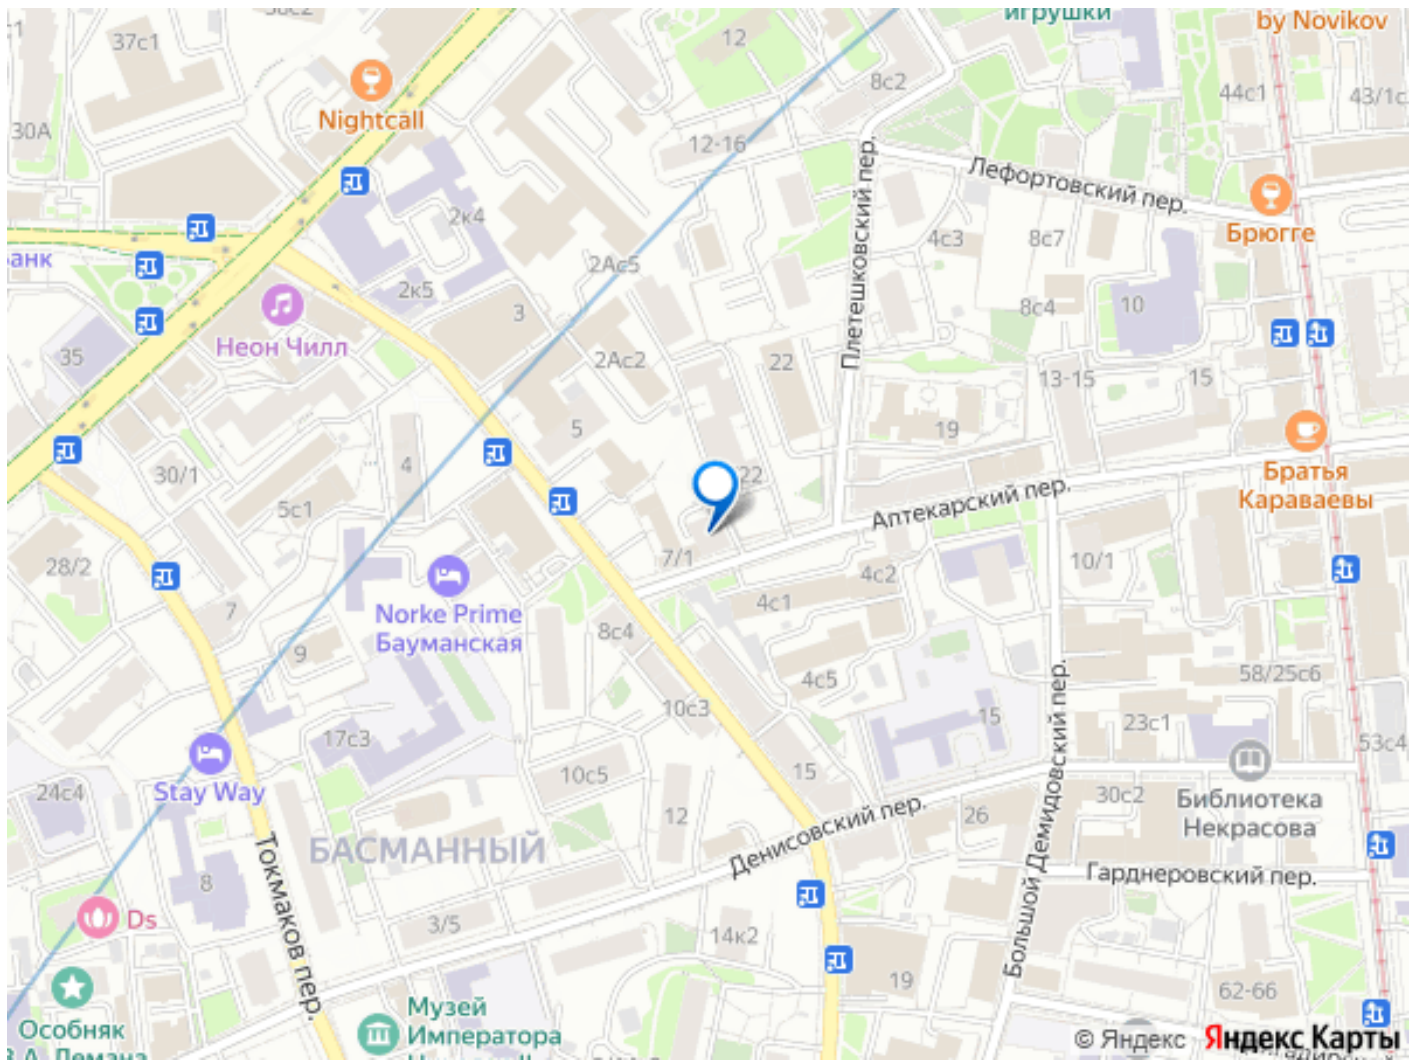 37с1
игрушки
by Novikov
12
8с2
44с1
43/1с
30А
Nightcall
12-16
Плетешковский пер.
Лефортовский пер.
2к4
4с3
8с7
Брюгге
2Ас5
2к5
3
8с4
10
Неон Чилл
35
2Ас2
22
13-15
15
5
19
4
30/1
22
Братья
Караваевы
5с1
Аптекарский пер.
7/1
28/2
4с2
10/1
Norke Prime
Бауманская
4с1
7
8с4
9
4с5
58/25с6
10с3
15
23с1
17с3
53с4
Stay Way
24с4
10с5
15
30с2
Библиотека
Некрасова
12
26
Денисовский пер.
БАСМАННЫЙ
Большой Демидовский пер.
Гарднеровский пер.
Токмаков пер.
8
Ds
3/5
14к2
19
62-66
Особняк
Музей
Императора
© Яндекс
Яндекс Карты